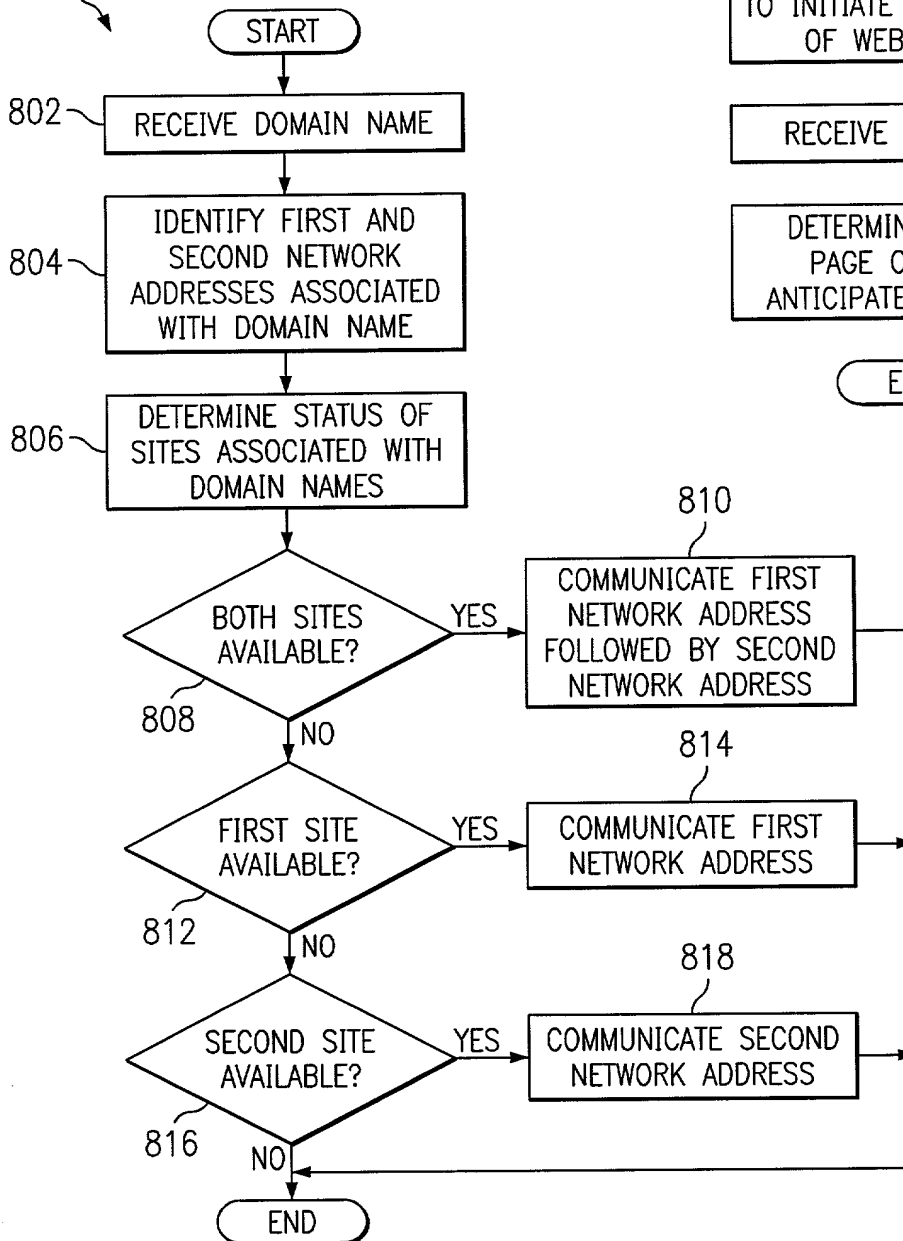 START
802
RECEIVE DOMAIN NAME
804
IDENTIFY FIRST AND
SECOND NETWORK
ADDRESSES ASSOCIATED
WITH DOMAIN NAME
806
DETERMINE STATUS OF
SITES ASSOCIATED WITH
DOMAIN NAMES
BOTH SITES
AVAILABLE?
808
YES
NO
810
COMMUNICATE FIRST
NETWORK ADDRESS
FOLLOWED BY SECOND
NETWORK ADDRESS
FIRST SITE
AVAILABLE?
812
YES
NO
814
COMMUNICATE FIRST
NETWORK ADDRESS
SECOND SITE
AVAILABLE?
816
YES
NO
818
COMMUNICATE SECOND
NETWORK ADDRESS
END
TO INITIATE
OF WEB
RECEIVE
DETERMIN
PAGE
ANTICIPATE